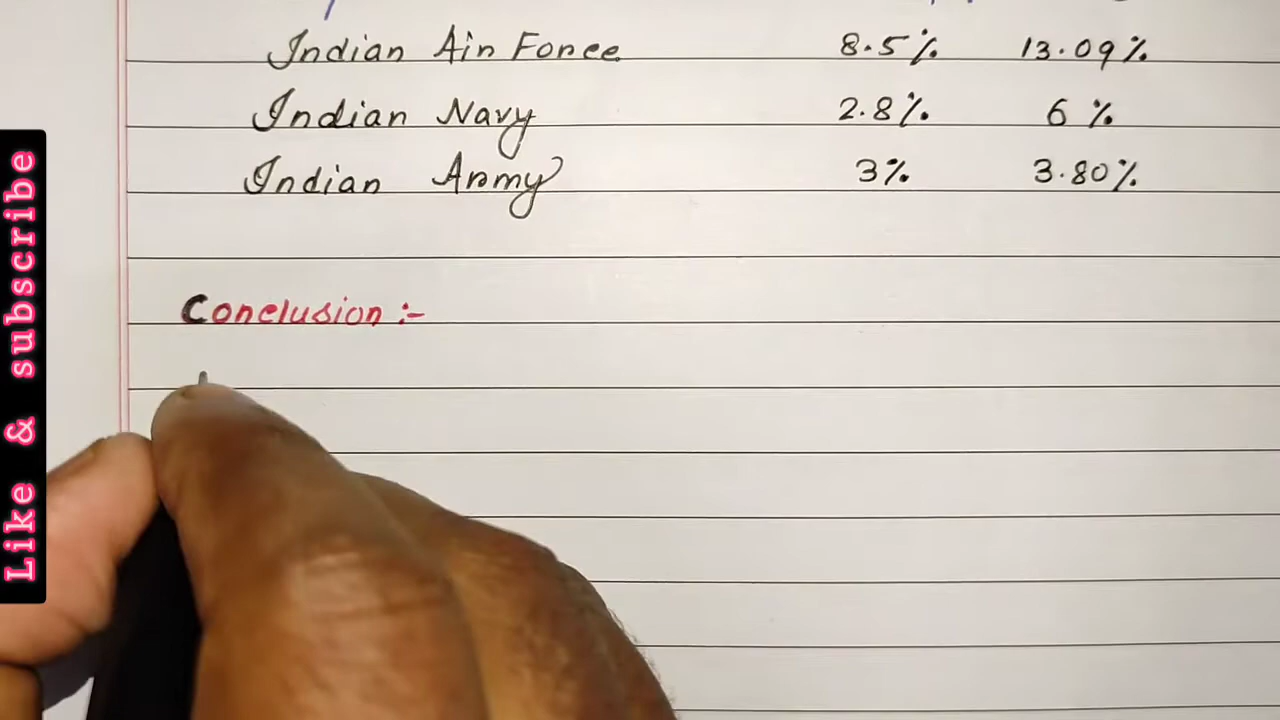 Indian Air Force 8.5% 13.09%
Indian Navy 2.8% 6%
Indian Army 3% 3.80%
Conclusion :-
Like & subscribe